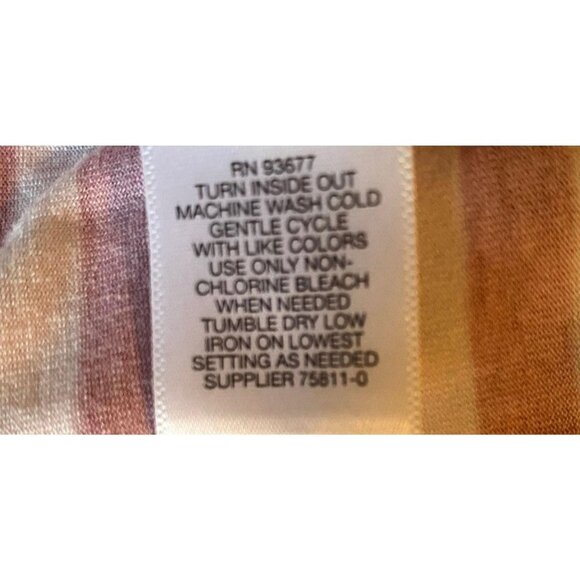 RN 93677
TURN INSIDE OUT
MACHINE WASH COLD
GENTLE CYCLE
WITH LIKE COLORS
USE ONLY NON-
CHLORINE BLEACH
WHEN NEEDED
TUMBLE DRY LOW
IRON ON LOWEST
SETTING AS NEEDED
SUPPLIER 75811-0